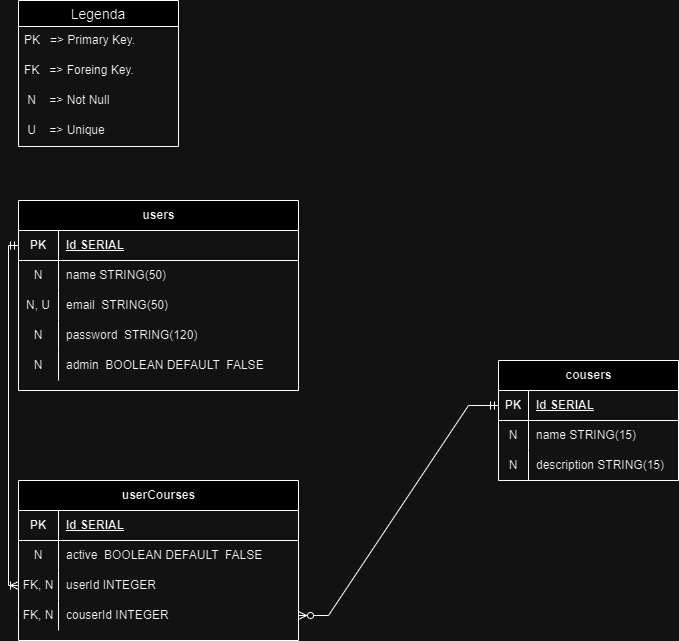 Legenda
PK => Primary Key.
FK => Foreing Key.
N => Not Null
U => Unique
users
PK Id SERIAL
N name STRING(50)
N, U email STRING(50)
N password STRING(120)
N admin BOOLEAN DEFAULT FALSE
cousers
PK Id SERIAL
N name STRING(15)
N description STRING(15)
userCourses
PK Id SERIAL
N active BOOLEAN DEFAULT FALSE
FK, N userId INTEGER
FK, N couserId INTEGER